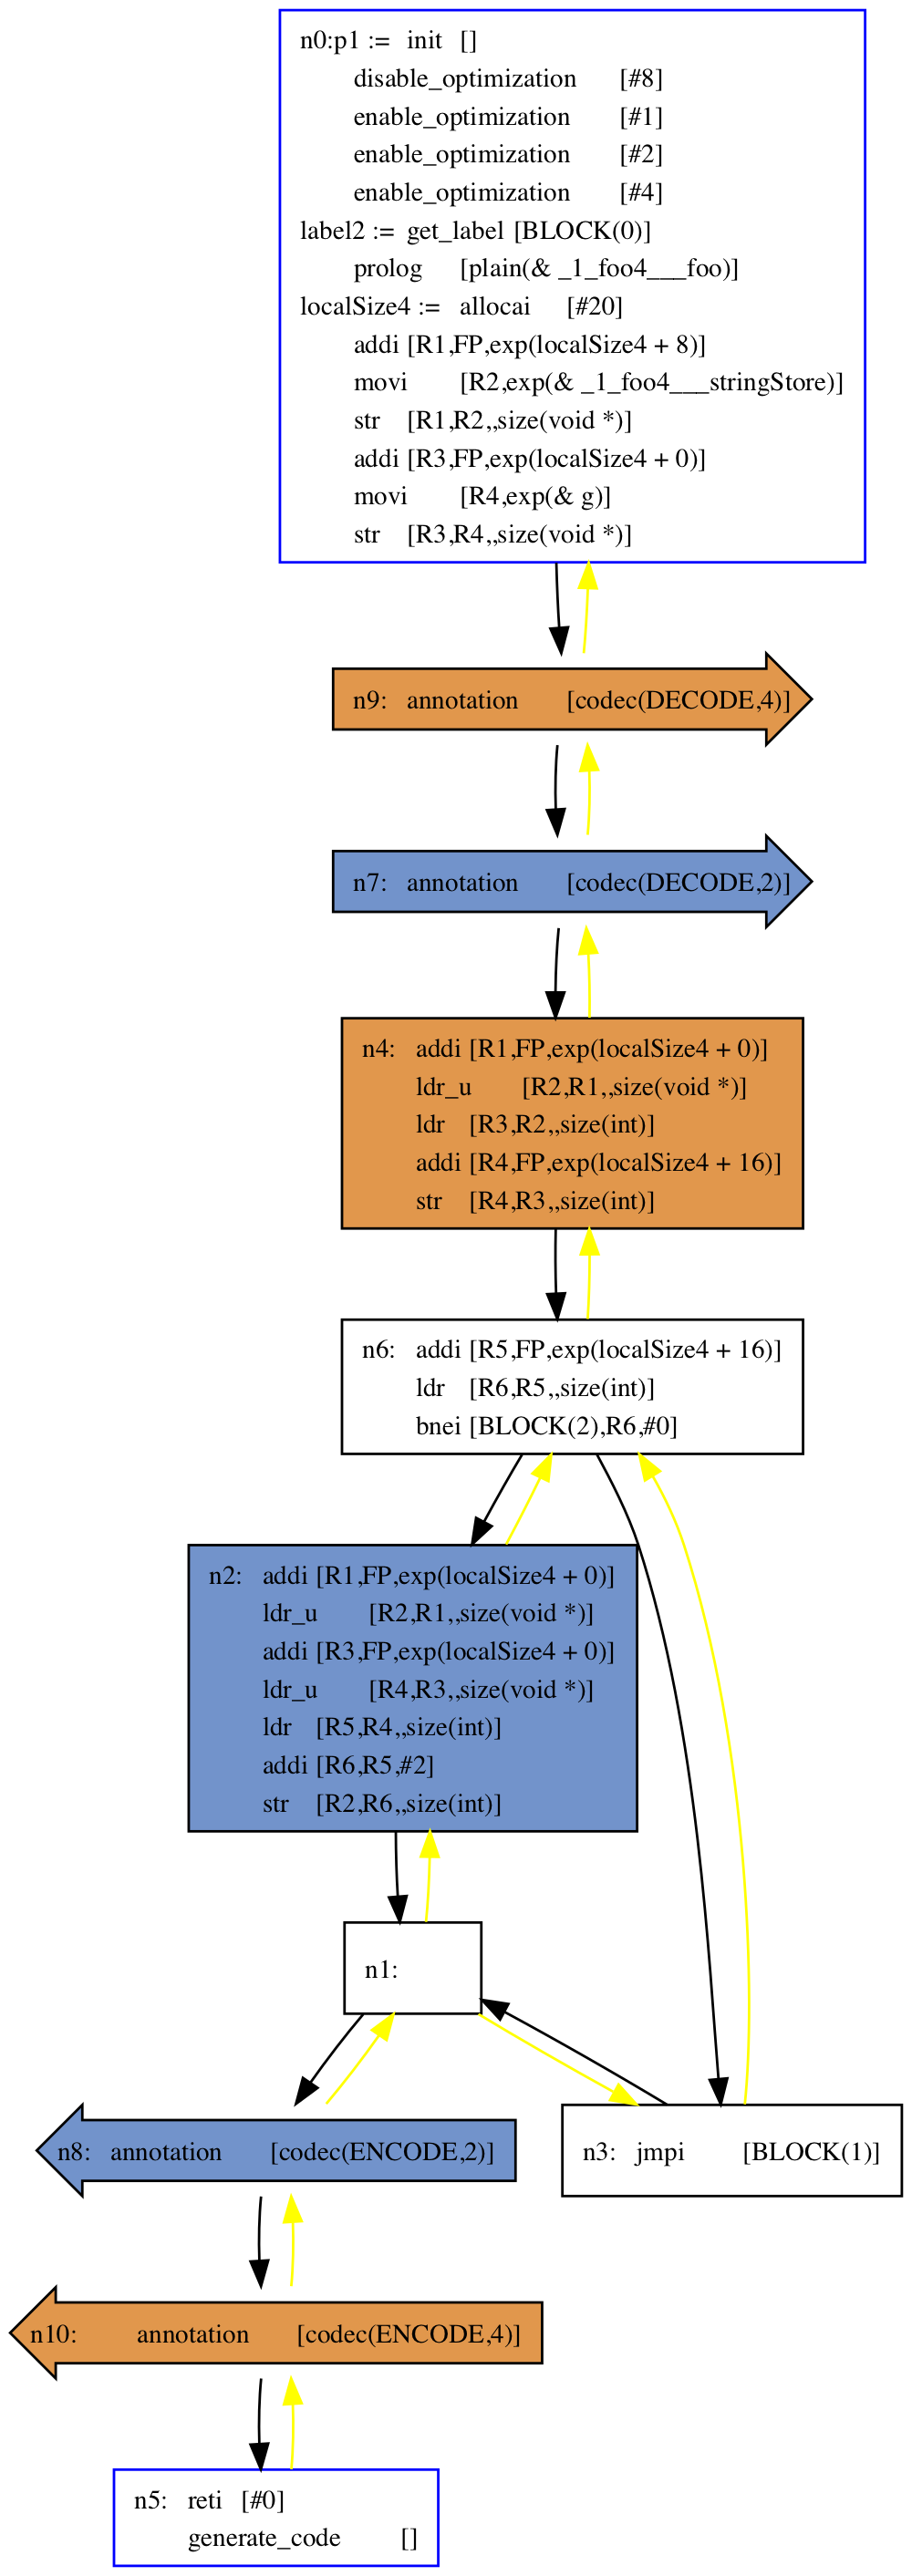 n0:p1 := init []
disable_optimization [#8]
enable_optimization [#1]
enable_optimization [#2]
enable_optimization [#4]
label2 := get_label [BLOCK(0)]
prolog [plain(& _1_foo4___foo)]
localSize4 := allocai [#20]
addi [R1,FP,exp(localSize4 + 8)]
movi [R2,exp(& _1_foo4___stringStore)]
str [R1,R2,,size(void *)]
addi [R3,FP,exp(localSize4 + 0)]
movi [R4,exp(& g)]
str [R3,R4,,size(void *)]
n9: annotation [codec(DECODE,4)]
n7: annotation [codec(DECODE,2)]
n4: addi [R1,FP,exp(localSize4 + 0)]
ldr_u [R2,R1,,size(void *)]
ldr [R3,R2,,size(int)]
addi [R4,FP,exp(localSize4 + 16)]
str [R4,R3,,size(int)]
n6: addi [R5,FP,exp(localSize4 + 16)]
ldr [R6,R5,,size(int)]
bnei [BLOCK(2),R6,#0]
n2: addi [R1,FP,exp(localSize4 + 0)]
ldr_u [R2,R1,,size(void *)]
addi [R3,FP,exp(localSize4 + 0)]
ldr_u [R4,R3,,size(void *)]
ldr [R5,R4,,size(int)]
addi [R6,R5,#2]
str [R2,R6,,size(int)]
n1:
n8: annotation [codec(ENCODE,2)]
n3: jmpi [BLOCK(1)]
n10: annotation [codec(ENCODE,4)]
n5: reti [#0]
generate_code []